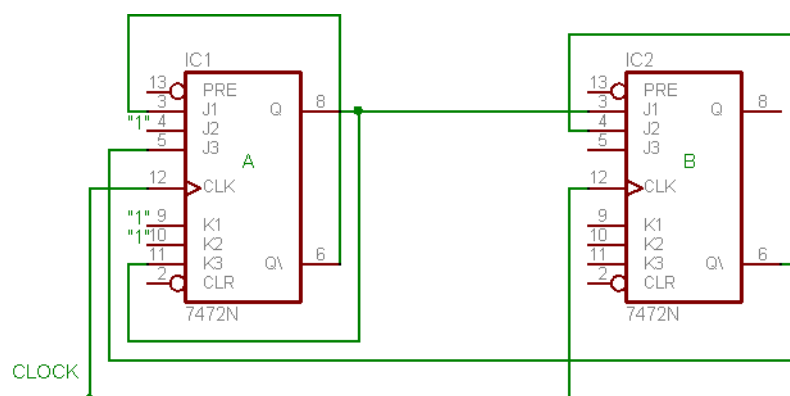 IC1
13 PRE
3 J1 Q 8
"1" 4 J2
5 J3
A
12 CLK
"1" 9 K1
"1" 10 K2
11 K3 Q\ 6
2 CLR
7472N
IC2
13 PRE
3 J1 Q 8
4 J2
5 J3
B
12 CLK
9 K1
10 K2
11 K3 Q\ 6
2 CLR
7472N
CLOCK